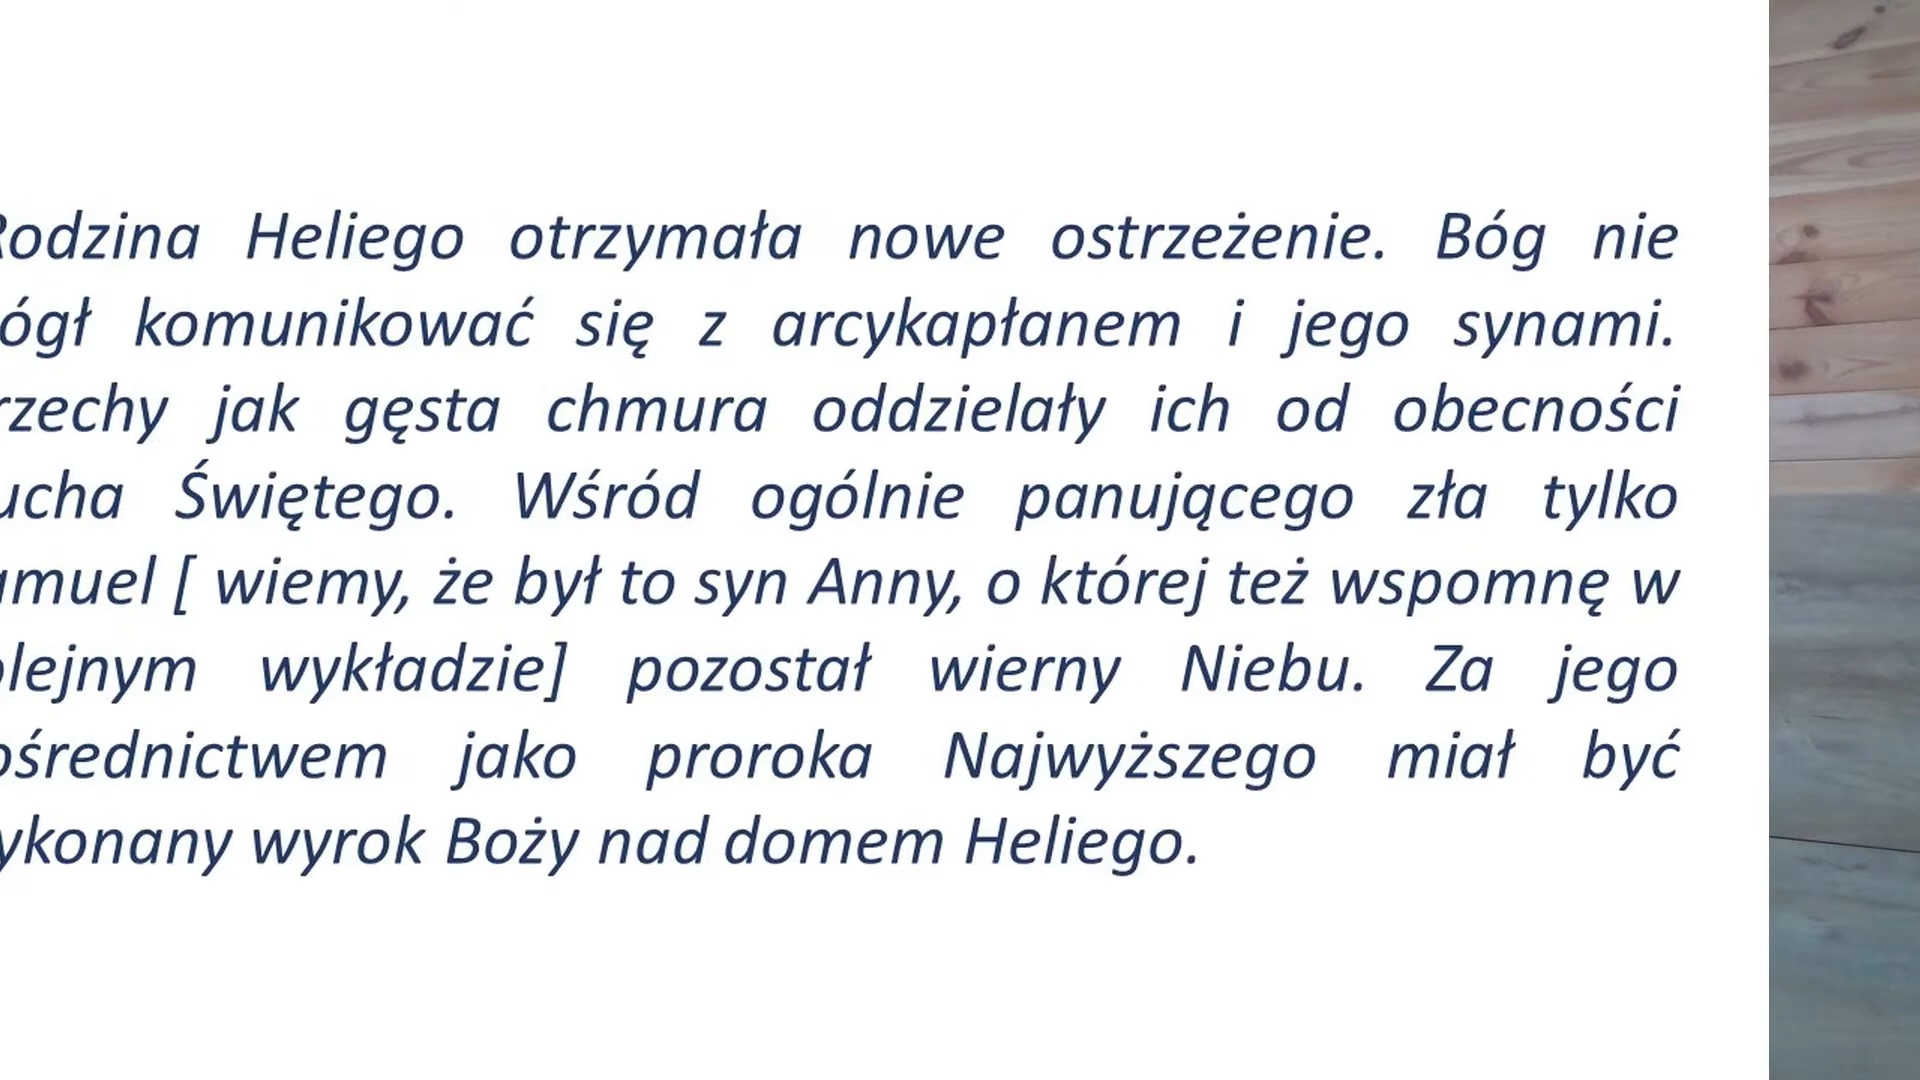 Rodzina Heliego otrzymała nowe ostrzeżenie. Bóg nie
ógł komunikować się z arcykapłanem i jego synami.
rzechy jak gęsta chmura oddzielały ich od obecności
ucha Świętego. Wśród ogólnie panującego zła tylko
amuel [ wiemy, że był to syn Anny, o której też wspomnę w
olejnym wykładzie] pozostał wierny Niebu. Za jego
ośrednictwem jako proroka Najwyższego miał być
ykonany wyrok Boży nad domem Heliego.